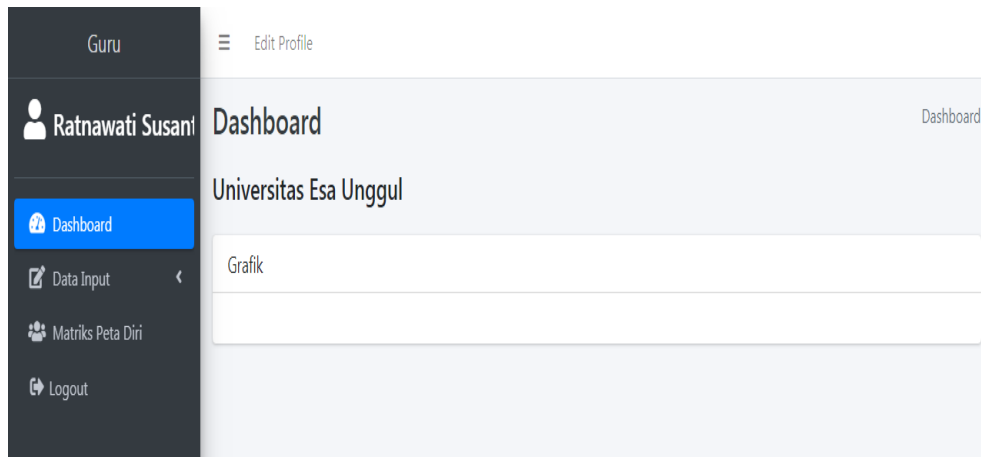 Guru
Edit Profile
Ratnawati Susant
Dashboard
Data Input
Matriks Peta Diri
Logout
Dashboard
Dashboard
Universitas Esa Unggul
Grafik